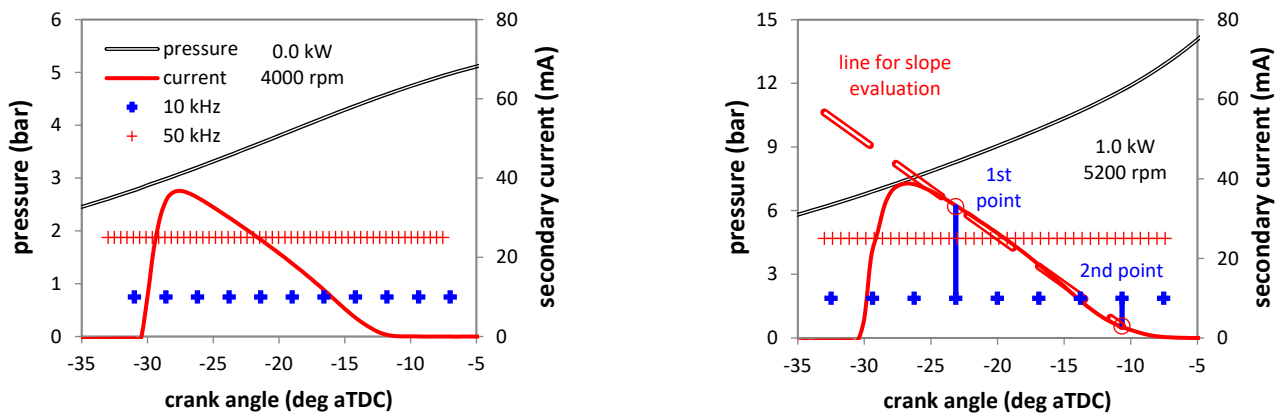 6
5
4
3
2
1
0
pressure (bar)
pressure
current
10 kHz
50 kHz
0.0 kW
4000 rpm
80
60
40
20
0
secondary current (mA)
-35 -30 -25 -20 -15 -10 -5
crank angle (deg aTDC)
15
12
9
6
3
0
pressure (bar)
line for slope
evaluation
1st
point
1.0 kW
5200 rpm
2nd point
80
60
40
20
0
secondary current (mA)
-35 -30 -25 -20 -15 -10 -5
crank angle (deg aTDC)